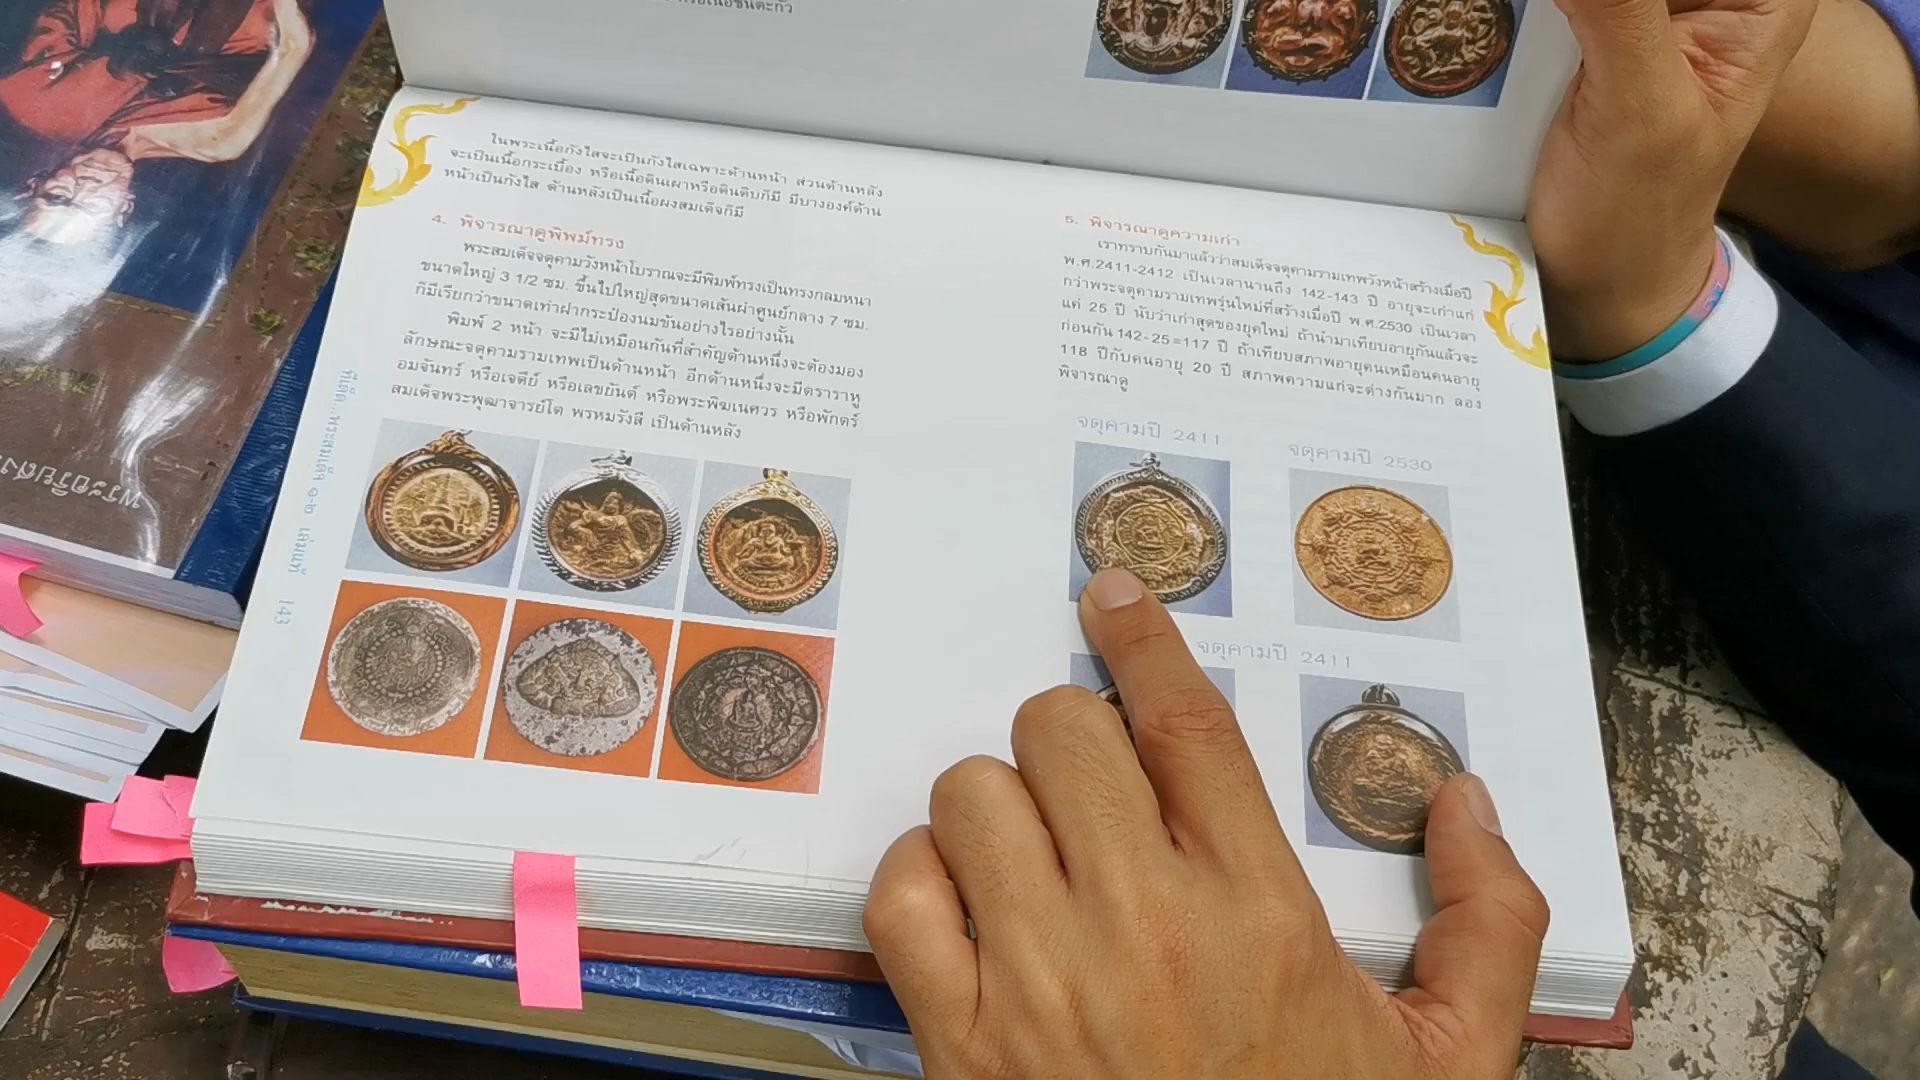 หรือเนื้อชินตะกั่ว
ในพระเนื้อกังไสจะเป็นกังไสเฉพาะด้านหน้า ส่วนด้านหลัง
จะเป็นเนื้อกระเบื้อง หรือเนื้อดินเผาหรือดินดิบก็มี มีบางองค์ด้าน
หน้าเป็นกังไส ด้านหลังเป็นเนื้อผงสมเด็จก็มี
4. พิจารณาดูพิมพ์ทรง
พระสมเด็จจตุคามวังหน้าโบราณจะมีพิมพ์ทรงเป็นทรงกลมหนา
ขนาดใหญ่ 3 1/2 ซม. ขึ้นไปใหญ่สุดขนาดเส้นผ่าศูนย์กลาง 7 ซม.
ก็มีเรียกว่าขนาดเท่าฝากระป๋องนมข้นอย่างไรอย่างนั้น
พิมพ์ 2 หน้า จะมีไม่เหมือนกันที่สำคัญด้านหนึ่งจะต้องมอง
ลักษณะจตุคามรามเทพเป็นด้านหน้า อีกด้านหนึ่งจะมีตราราหู
อมจันทร์ หรือเจดีย์ หรือเลขยันต์ หรือพระพิฆเนศวร หรือพักตร์
สมเด็จพระพุฒาจารย์โต พรหมรังสี เป็นด้านหลัง
143
5. พิจารณาดูความเก่า
เราทราบกันมาแล้วว่าสมเด็จจตุคามรามเทพวังหน้าสร้างเมื่อปี
พ.ศ.2411-2412 เป็นเวลานานถึง 142-143 ปี อายุจะเก่าแก่
กว่าพระจตุคามรามเทพรุ่นใหม่ที่สร้างเมื่อปี พ.ศ.2530 เป็นเวลา
แค่ 25 ปี นับว่าเก่าสุดของยุคใหม่ ถ้านำมาเทียบอายุกันแล้วจะ
ก่อนกัน 142-25=117 ปี ถ้าเทียบสภาพอายุคนเหมือนคนอายุ
118 ปีกับคนอายุ 20 ปี สภาพความแก่จะต่างกันมาก ลอง
พิจารณาดู
จตุคามปี 2411
จตุคามปี 2530
จตุคามปี 2411